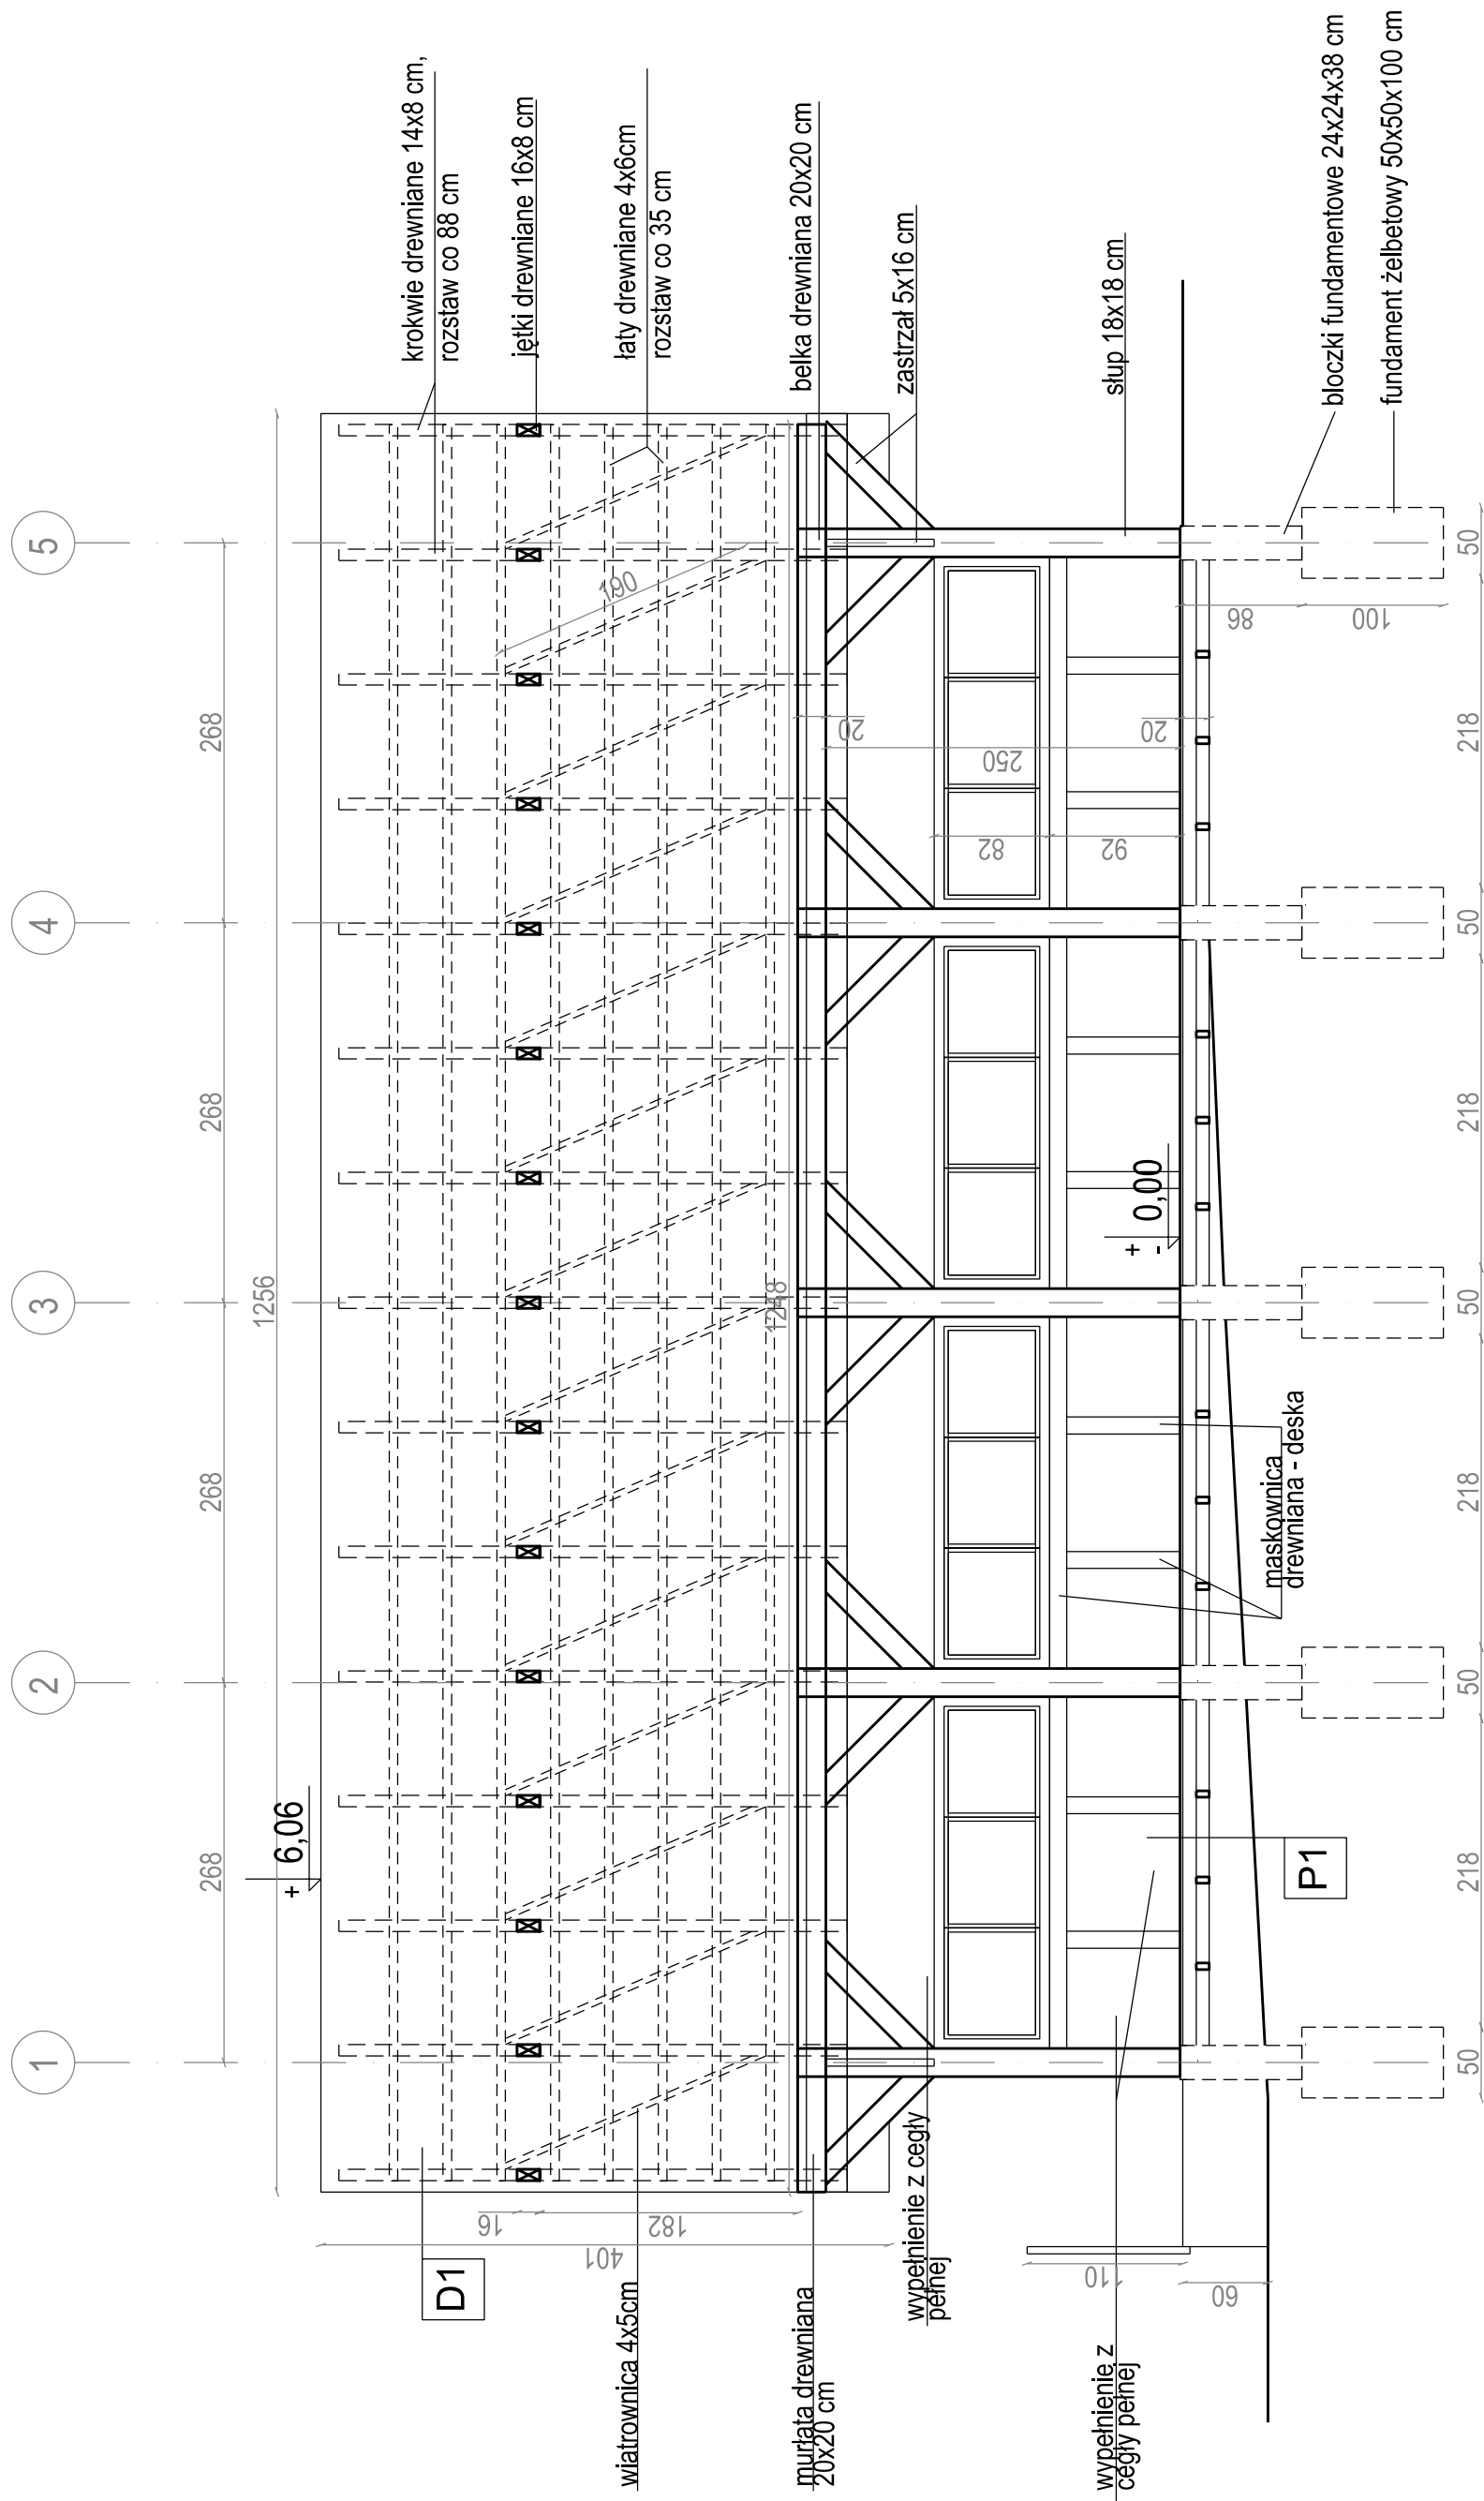 1
2
3
4
5
268
268
268
268
1256
+ 6,06
krokwie drewniane 14x8 cm,
rozstaw co 88 cm
jętki drewniane 16x8 cm
łaty drewniane 4x6cm
rozstaw co 35 cm
belka drewniana 20x20 cm
zastrzał 5x16 cm
słup 18x18 cm
bloczki fundamentowe 24x24x38 cm
fundament żelbetowy 50x50x100 cm
D1
16
182
401
190
1248
wiatrownica 4x5cm
murłata drewniana
20x20 cm
wypełnienie z cegły
pełnej
wypełnienie z
cegły pełnej
20
250
20
82
92
+
- 0,00
110
60
86
100
maskownica
drewniana - deska
P1
50
218
50
218
50
218
50
218
50